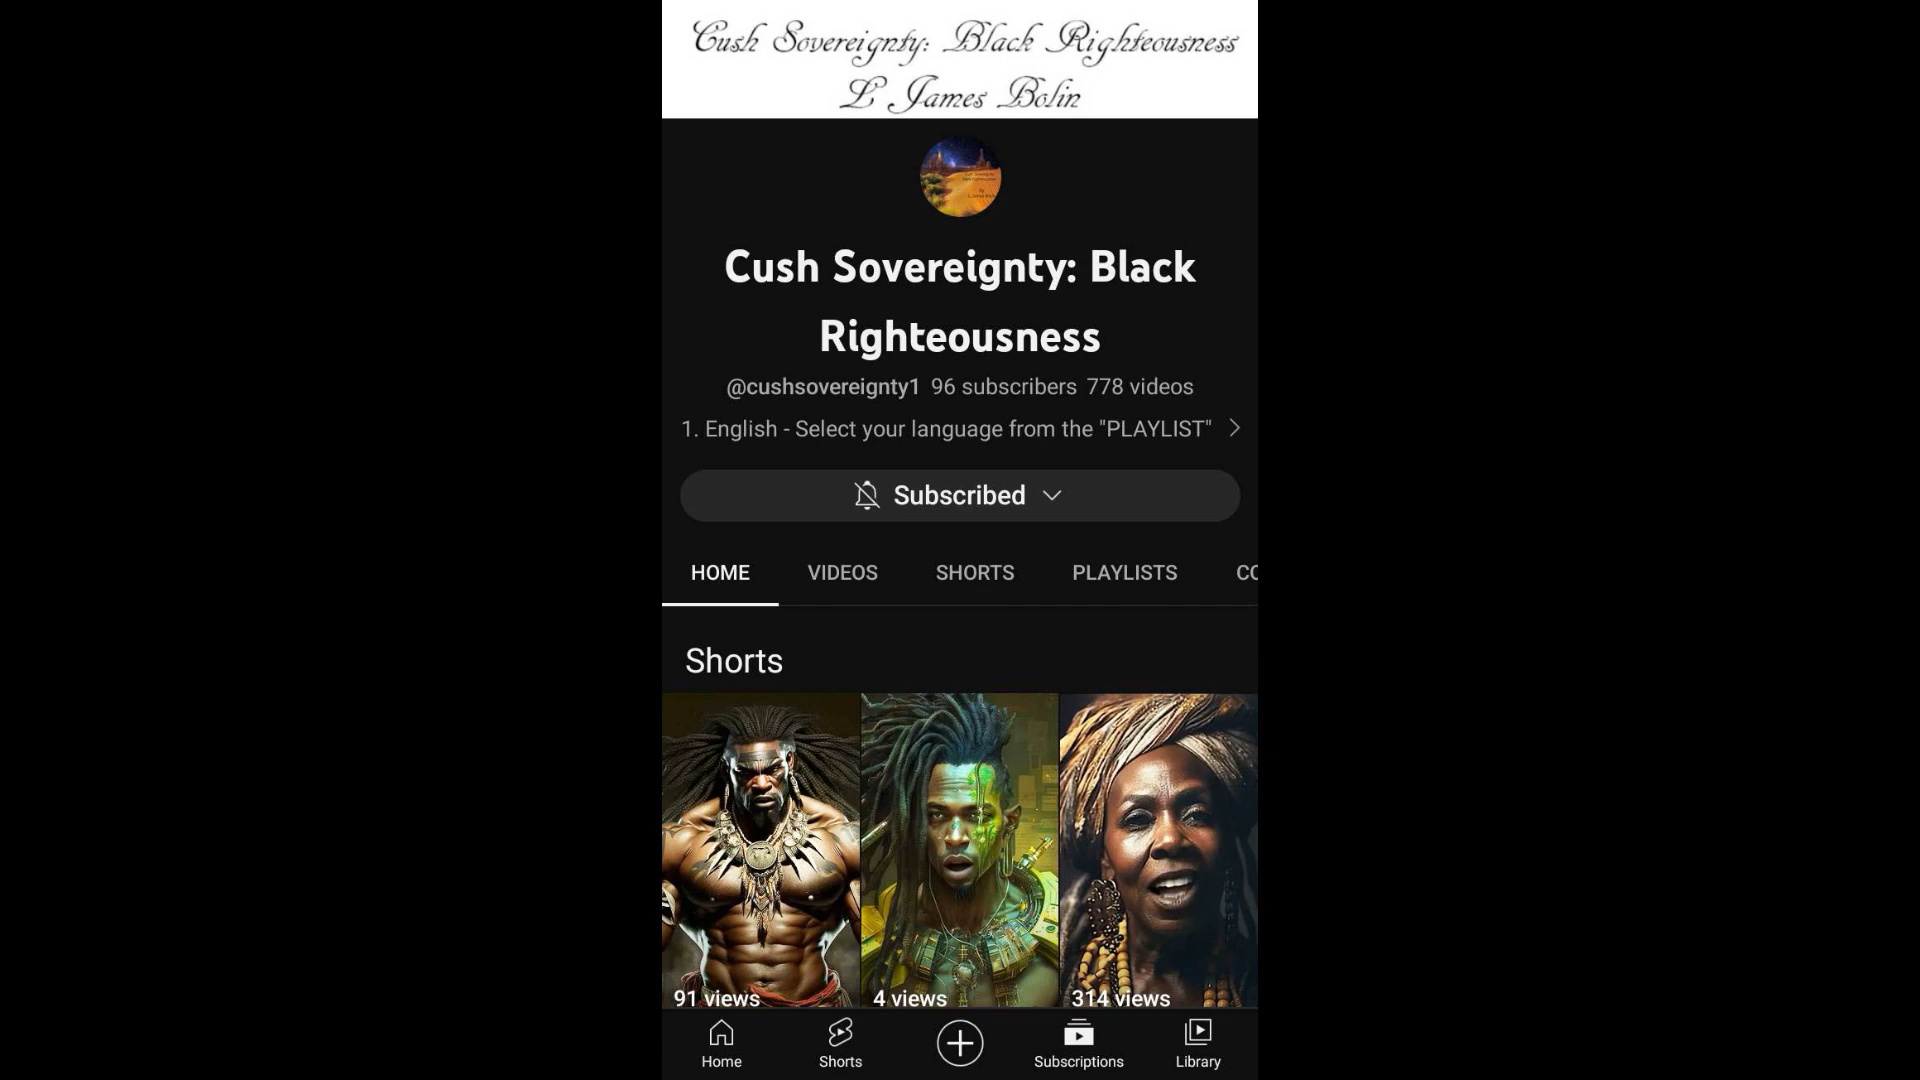 Cush Sovereignty: Black Righteousness
L James Bolin
Cush Sovereignty: Black
Righteousness
@cushsovereignty1 96 subscribers 778 videos
1. English - Select your language from the "PLAYLIST"
Subscribed
HOME VIDEOS SHORTS PLAYLISTS CO
Shorts
91 views 4 views 314 views
Home Shorts Subscriptions Library